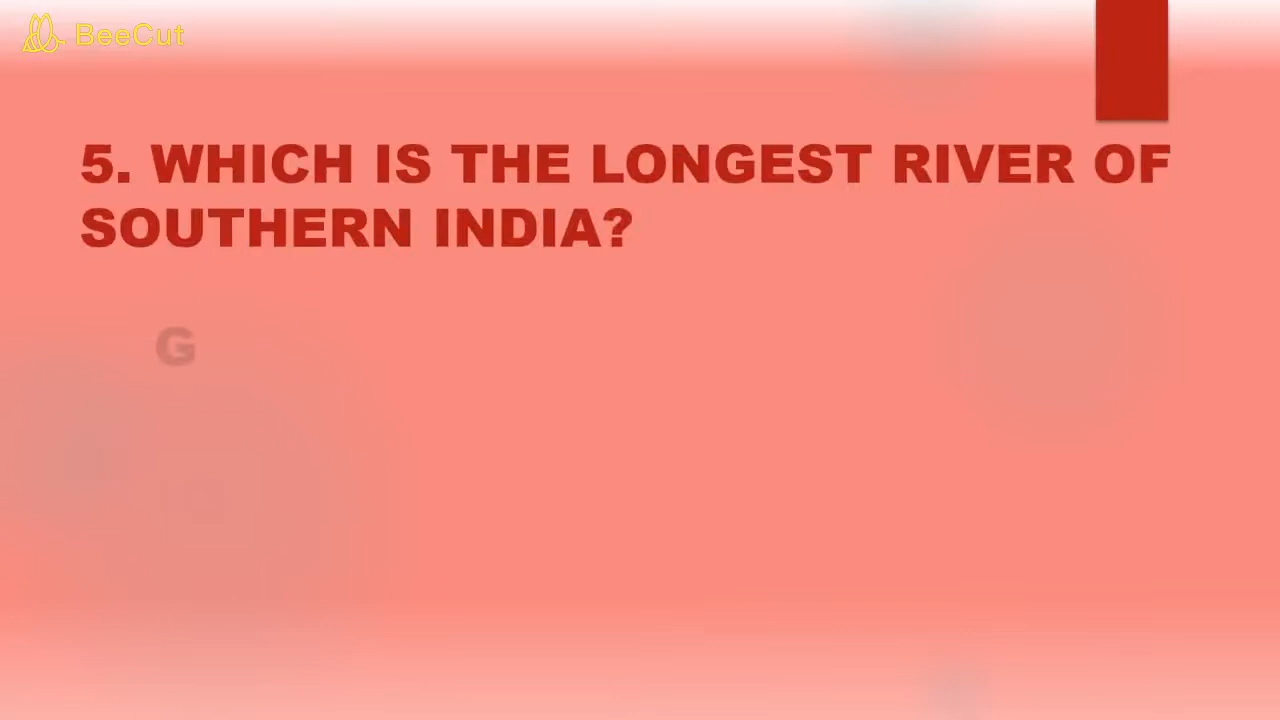 BeeCut
5. WHICH IS THE LONGEST RIVER OF
SOUTHERN INDIA?
G